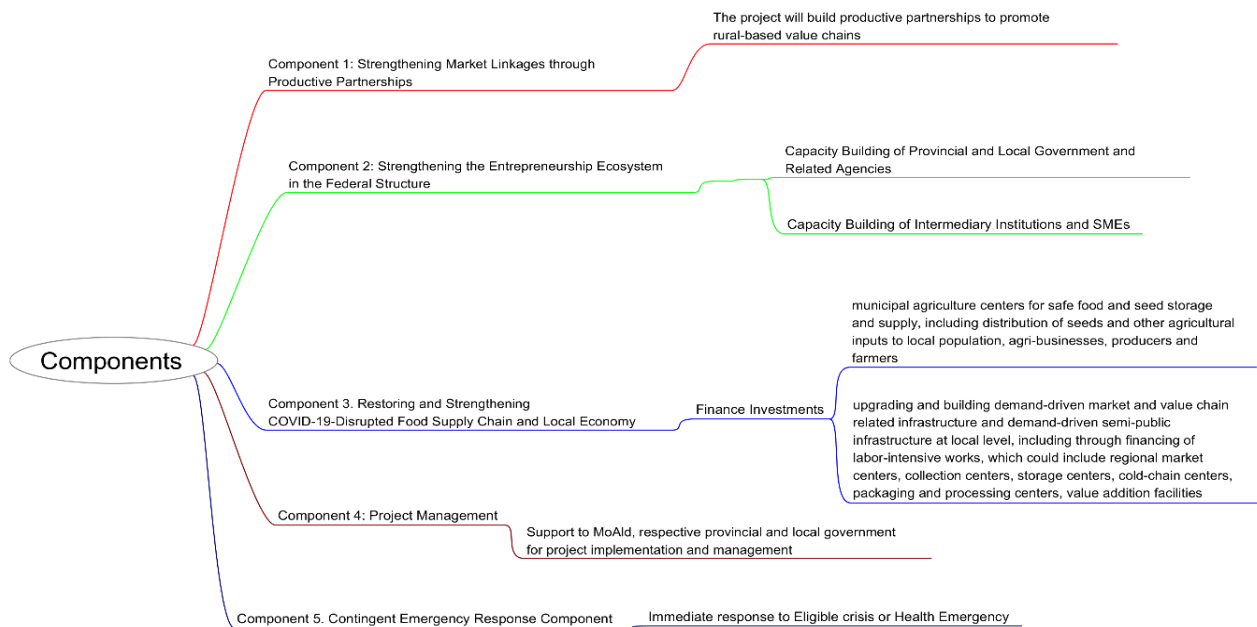 The project will build productive partnerships to promote
rural-based value chains
Component 1: Strengthening Market Linkages through
Productive Partnerships
Capacity Building of Provincial and Local Government and
Related Agencies
Component 2: Strengthening the Entrepreneurship Ecosystem
in the Federal Structure
Capacity Building of Intermediary Institutions and SMEs
municipal agriculture centers for safe food and seed storage
and supply, including distribution of seeds and other agricultural
inputs to local population, agri-businesses, producers and
farmers
Components
Component 3. Restoring and Strengthening
COVID-19-Disrupted Food Supply Chain and Local Economy
Finance Investments
upgrading and building demand-driven market and value chain
related infrastructure and demand-driven semi-public
infrastructure at local level, including through financing of
labor-intensive works, which could include regional market
centers, collection centers, storage centers, cold-chain centers,
packaging and processing centers, value addition facilities
Component 4: Project Management
Support to MoAld, respective provincial and local government
for project implementation and management
Component 5. Contingent Emergency Response Component
Immediate response to Eligible crisis or Health Emergency